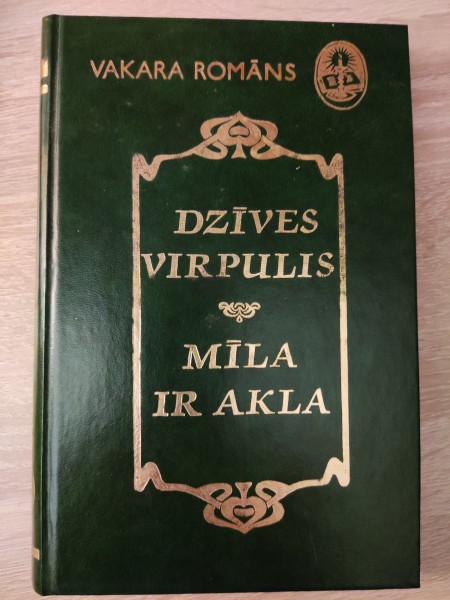 VAKARA ROMĀNS
DZĪVES
VIRPULIS
MĪLA
IR AKLA